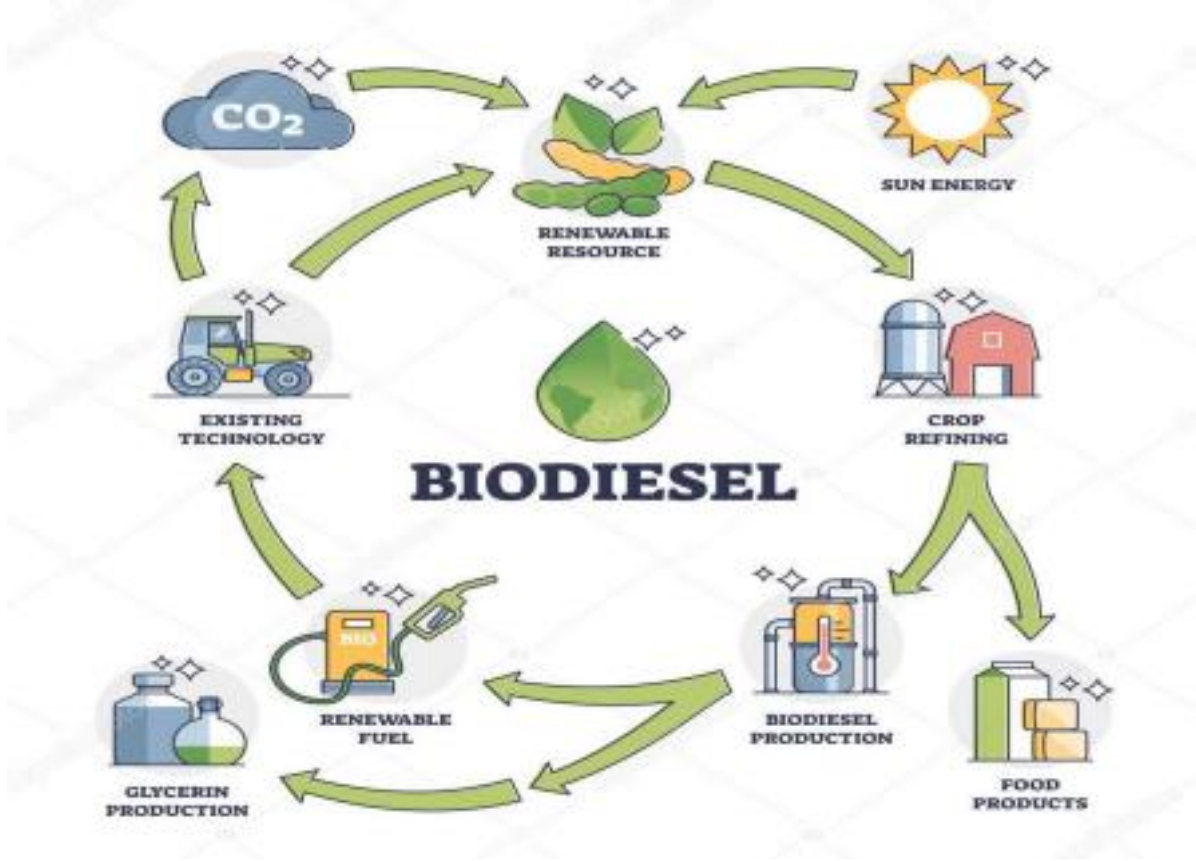 CO₂
SUN ENERGY
RENEWABLE
RESOURCE
EXISTING
TECHNOLOGY
CROP
REFINING
BIODIESEL
BIO
RENEWABLE
FUEL
BIODIESEL
PRODUCTION
GLYCERIN
PRODUCTION
FOOD
PRODUCTS